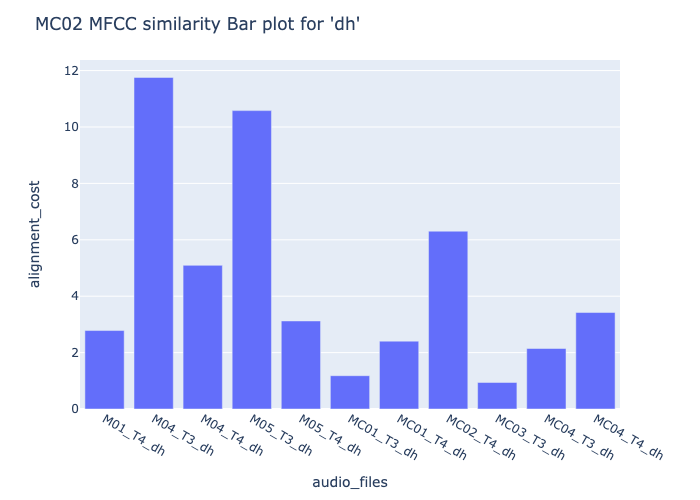 MC02 MFCC similarity Bar plot for 'dh'
12
10
8
6
4
2
0
alignment_cost
M01_T4_dh
M04_T3_dh
M04_T4_dh
M05_T3_dh
M05_T4_dh
MC01_T3_dh
MC01_T4_dh
MC02_T4_dh
MC03_T3_dh
MC04_T3_dh
MC04_T4_dh
audio_files